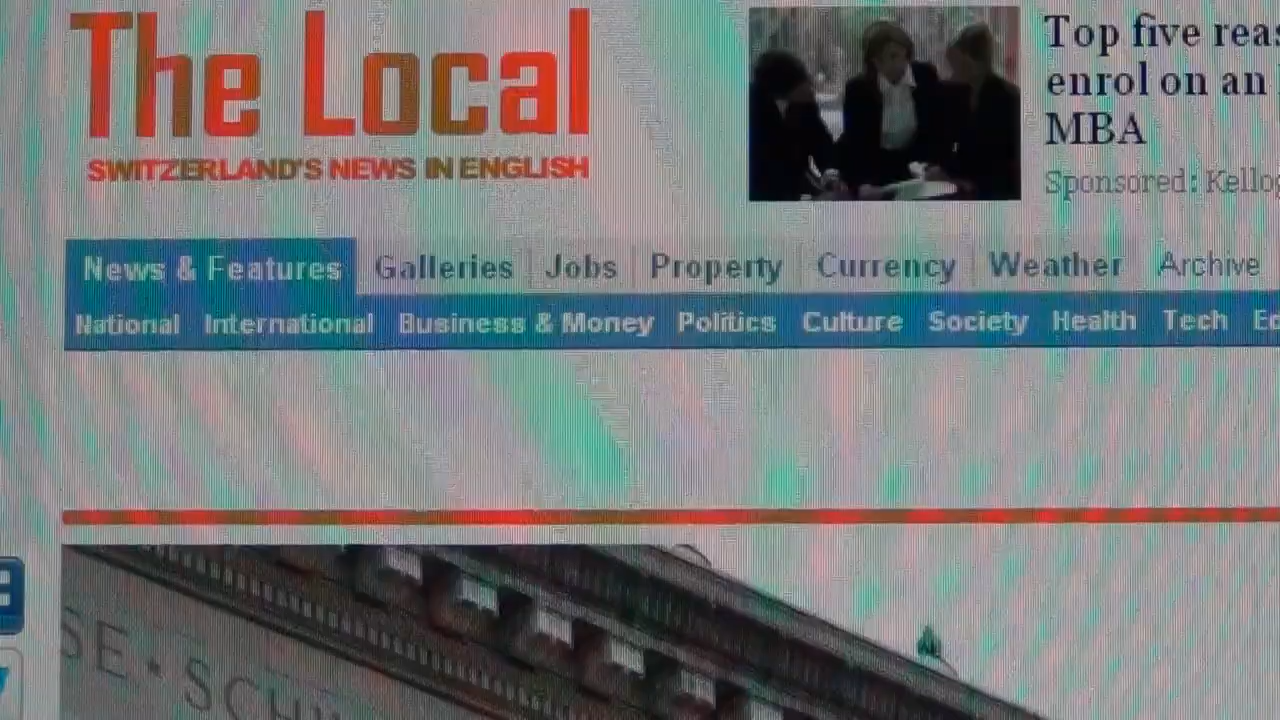 The Local
SWITZERLAND'S NEWS IN ENGLISH
Top five
enrol on an
MBA
Sponsored:
News & Features Galleries Jobs Property Currency Weather Archive
National International Business & Money Politics Culture Society Health Tech